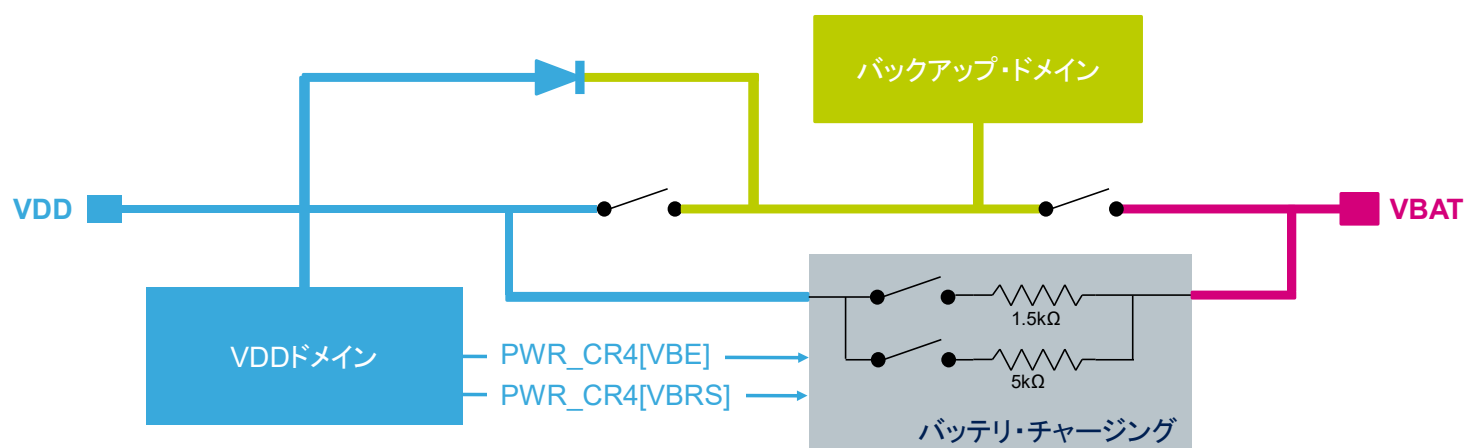 バックアップ・ドメイン
VDD
VBAT
1.5kΩ
VDDドメイン
PWR_CR4[VBE]
5kΩ
PWR_CR4[VBRS]
バッテリ・チャージング